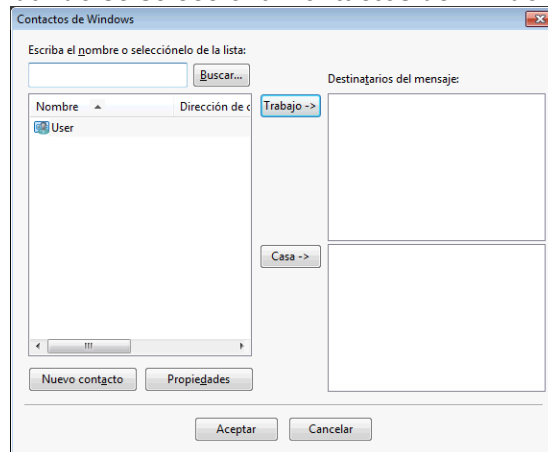 Contactos de Windows
Escriba el nombre o selecciónelo de la lista:
Buscar...
Destinatarios del mensaje:
Nombre Dirección de c
Trabajo ->
User
Casa ->
Nuevo contacto Propiedades
Aceptar Cancelar